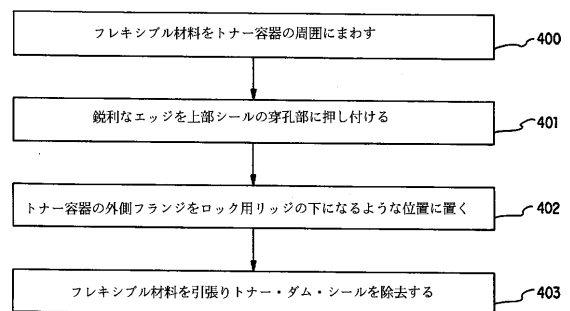 フレキシブル材料をトナー容器の周囲にまわす
400
鋭利なエッジを上部シールの穿孔部に押し付ける
401
トナー容器の外側フランジをロック用リッジの下になるような位置に置く
402
フレキシブル材料を引張りトナー・ダム・シールを除去する
403